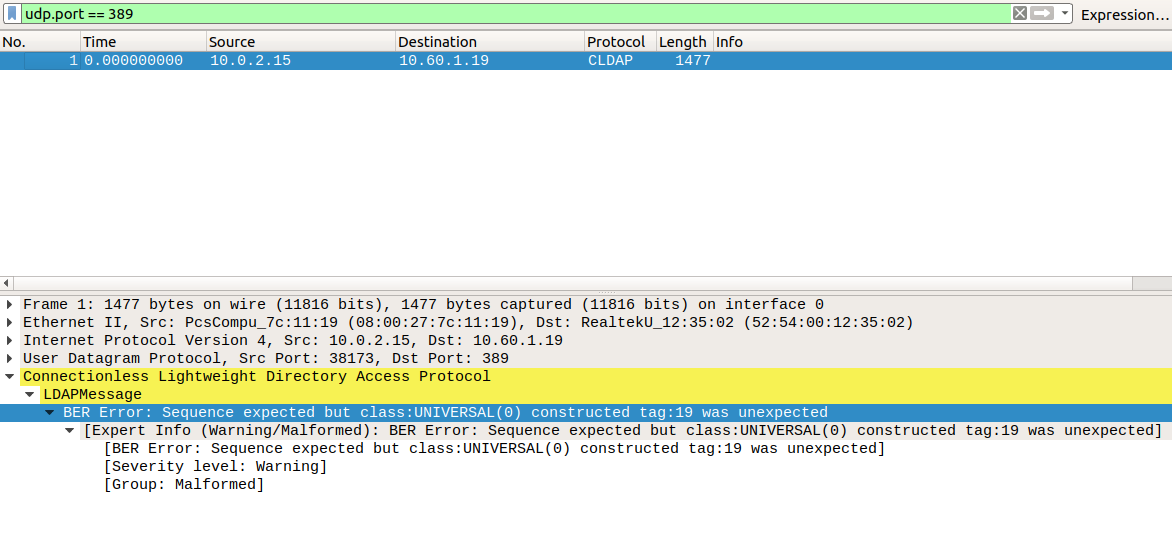 udp.port == 389 Expression...
No. Time Source Destination Protocol Length Info
1 0.000000000 10.0.2.15 10.60.1.19 CLDAP 1477
Frame 1: 1477 bytes on wire (11816 bits), 1477 bytes captured (11816 bits) on interface 0
Ethernet II, Src: PcsCompu_7c:11:19 (08:00:27:7c:11:19), Dst: RealtekU_12:35:02 (52:54:00:12:35:02)
Internet Protocol Version 4, Src: 10.0.2.15, Dst: 10.60.1.19
User Datagram Protocol, Src Port: 38173, Dst Port: 389
Connectionless Lightweight Directory Access Protocol
LDAPMessage
BER Error: Sequence expected but class:UNIVERSAL(0) constructed tag:19 was unexpected
[Expert Info (Warning/Malformed): BER Error: Sequence expected but class:UNIVERSAL(0) constructed tag:19 was unexpected]
[BER Error: Sequence expected but class:UNIVERSAL(0) constructed tag:19 was unexpected]
[Severity level: Warning]
[Group: Malformed]